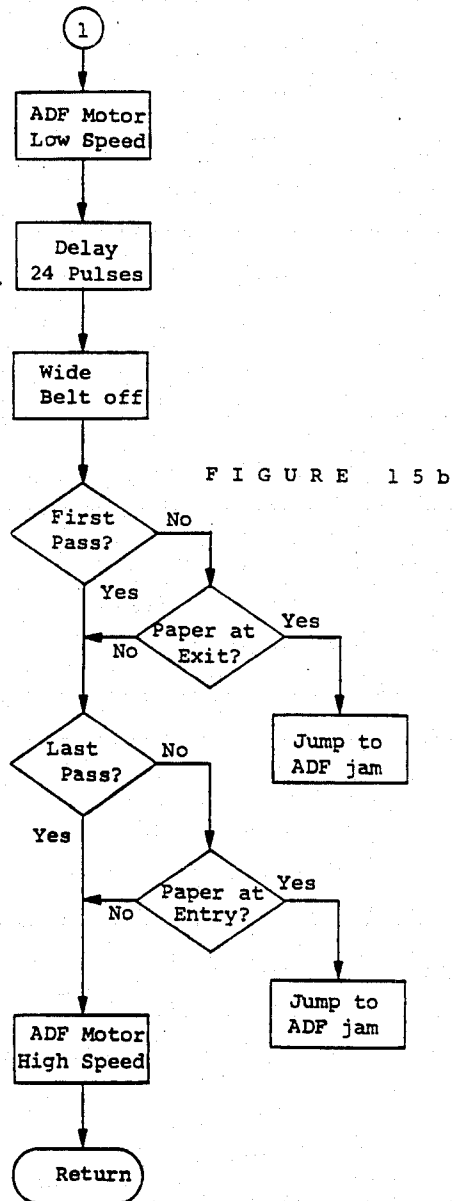 1
ADF Motor
Low Speed
Delay
24 Pulses
Wide
Belt off
F I G U R E 1 5 b
First
Pass?
No
Yes
Paper at
Exit?
Yes
No
Jump to
ADF jam
Last
Pass?
No
Yes
Paper at
Entry?
Yes
No
Jump to
ADF jam
ADF Motor
High Speed
Return